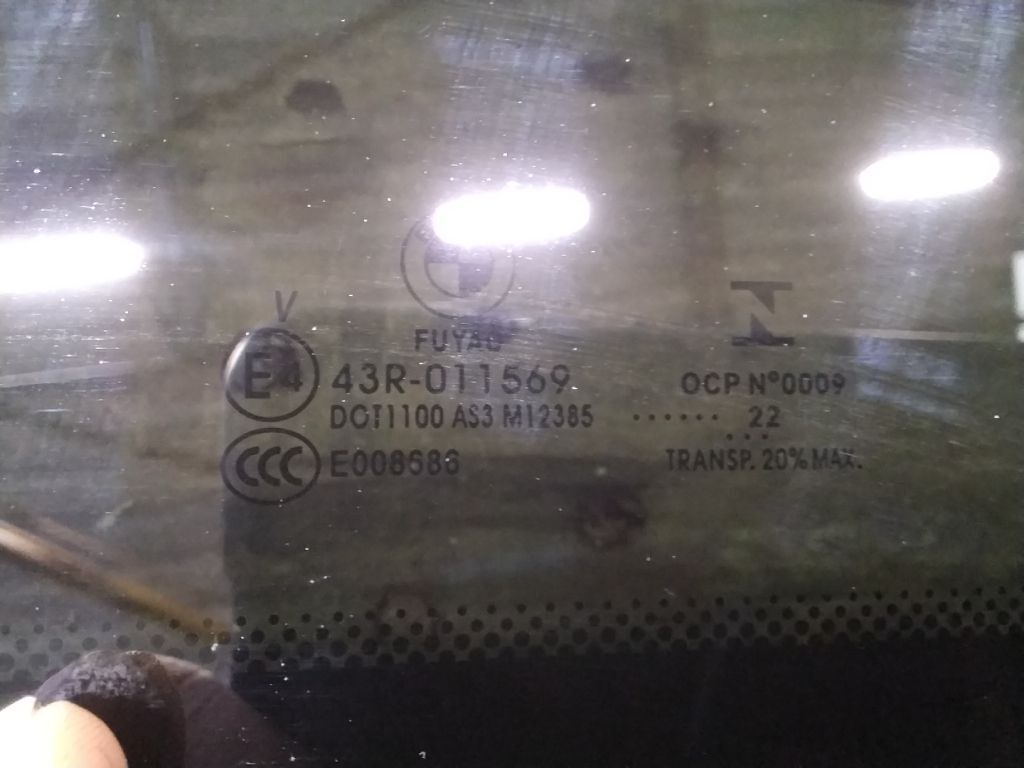 V
FUYAO
E4 43R-011569
DOT1100 AS3 M12385
CCC E008686
N
OCP N°0009
...... 22
...
TRANSP. 20% MAX.